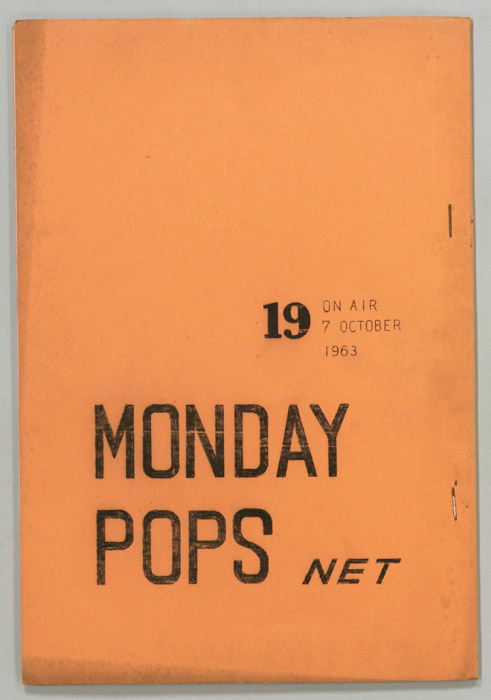 19 ON AIR
7 OCTOBER
1963
MONDAY
POPS NET